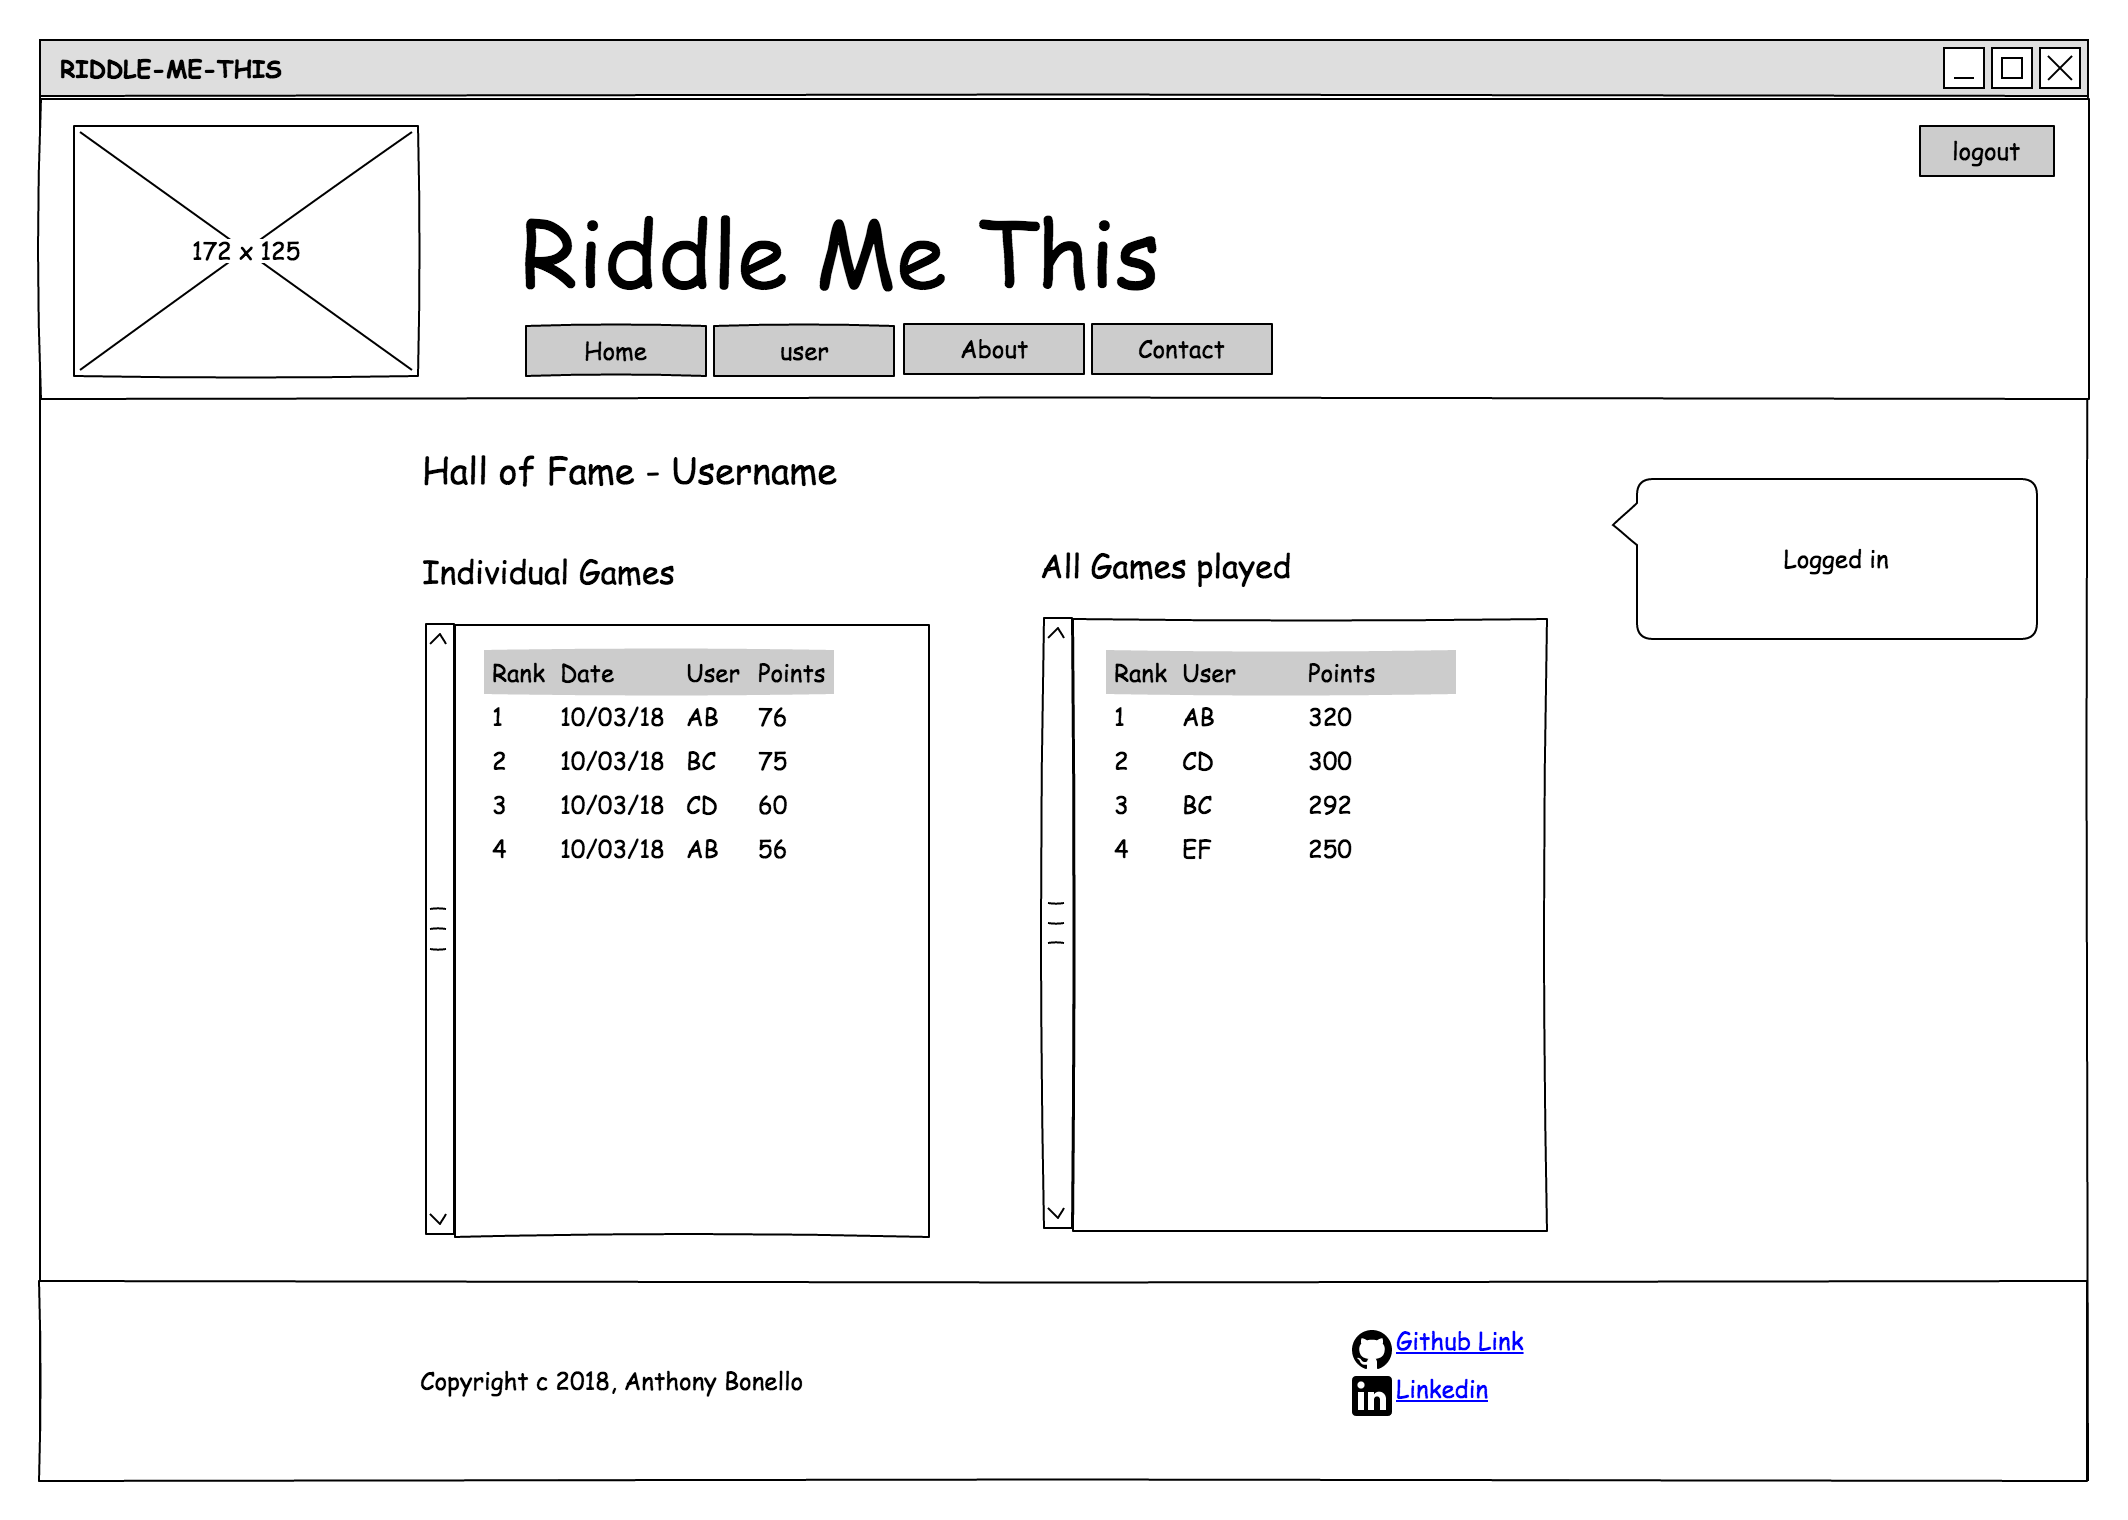 RIDDLE-ME-THIS
logout
172 x 125
Riddle Me This
Home user About Contact
Hall of Fame - Username
Logged in
Individual Games
Rank Date User Points
1 10/03/18 AB 76
2 10/03/18 BC 75
3 10/03/18 CD 60
4 10/03/18 AB 56
All Games played
Rank User Points
1 AB 320
2 CD 300
3 BC 292
4 EF 250
Copyright c 2018, Anthony Bonello
Github Link
in Linkedin